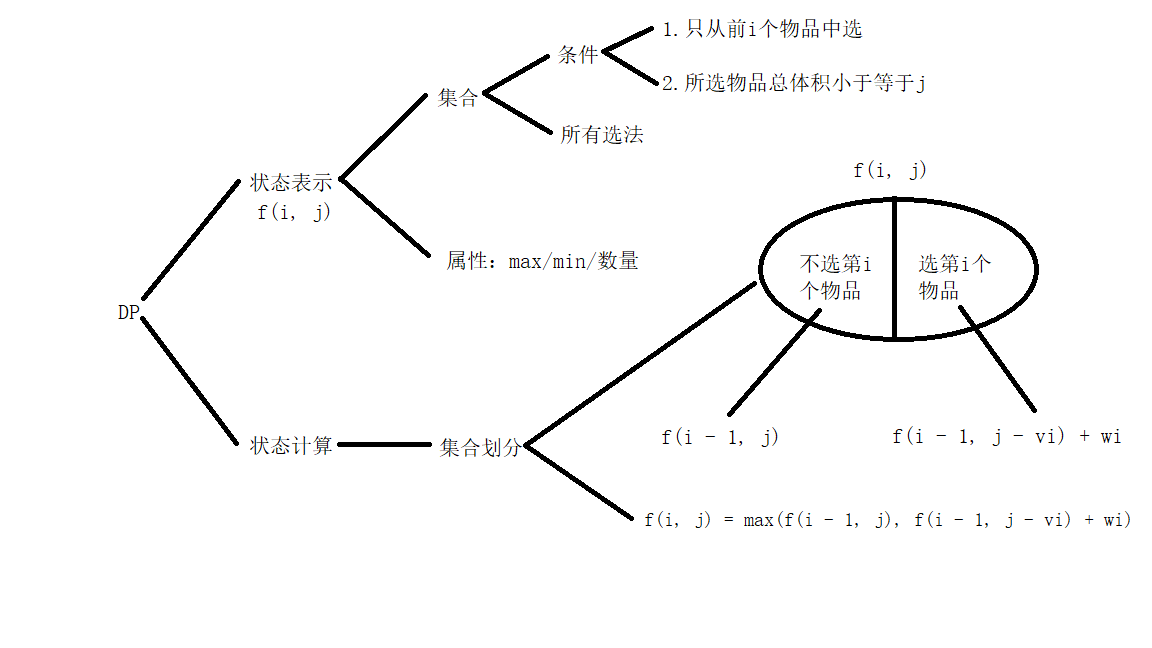 1.只从前i个物品中选
条件
2.所选物品总体积小于等于j
集合
所有选法
f(i, j)
状态表示
f(i, j)
不选第i
个物品
选第i个
物品
属性：max/min/数量
DP
f(i - 1, j)
f(i - 1, j - vi) + wi
状态计算
集合划分
f(i, j) = max(f(i - 1, j), f(i - 1, j - vi) + wi)